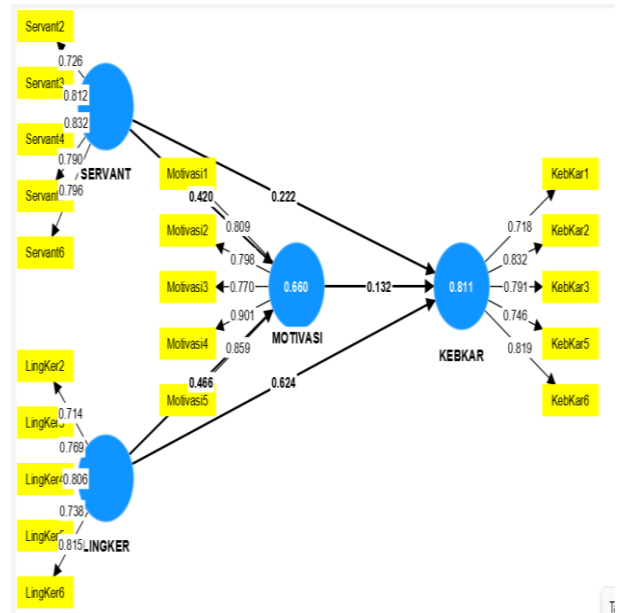 Servant2
0.726
Servant3
0.812
0.832
Servant4
0.790
SERVANT
Servant
0.796
Servant6
Motivasi1
0.420
0.222
0.809
Motivasi2
0.798
Motivasi3
0.770
0.660
0.132
0.811
0.901
MOTIVASI
Motivasi4
0.859
KEBKAR
0.466
0.624
Motivasi5
KebKar1
0.718
KebKar2
0.832
KebKar3
0.791
0.746
KebKar5
0.819
KebKar6
LingKer2
0.714
0.769
LingKer4
0.806
0.738
0.815
LINGKER
LingKer6